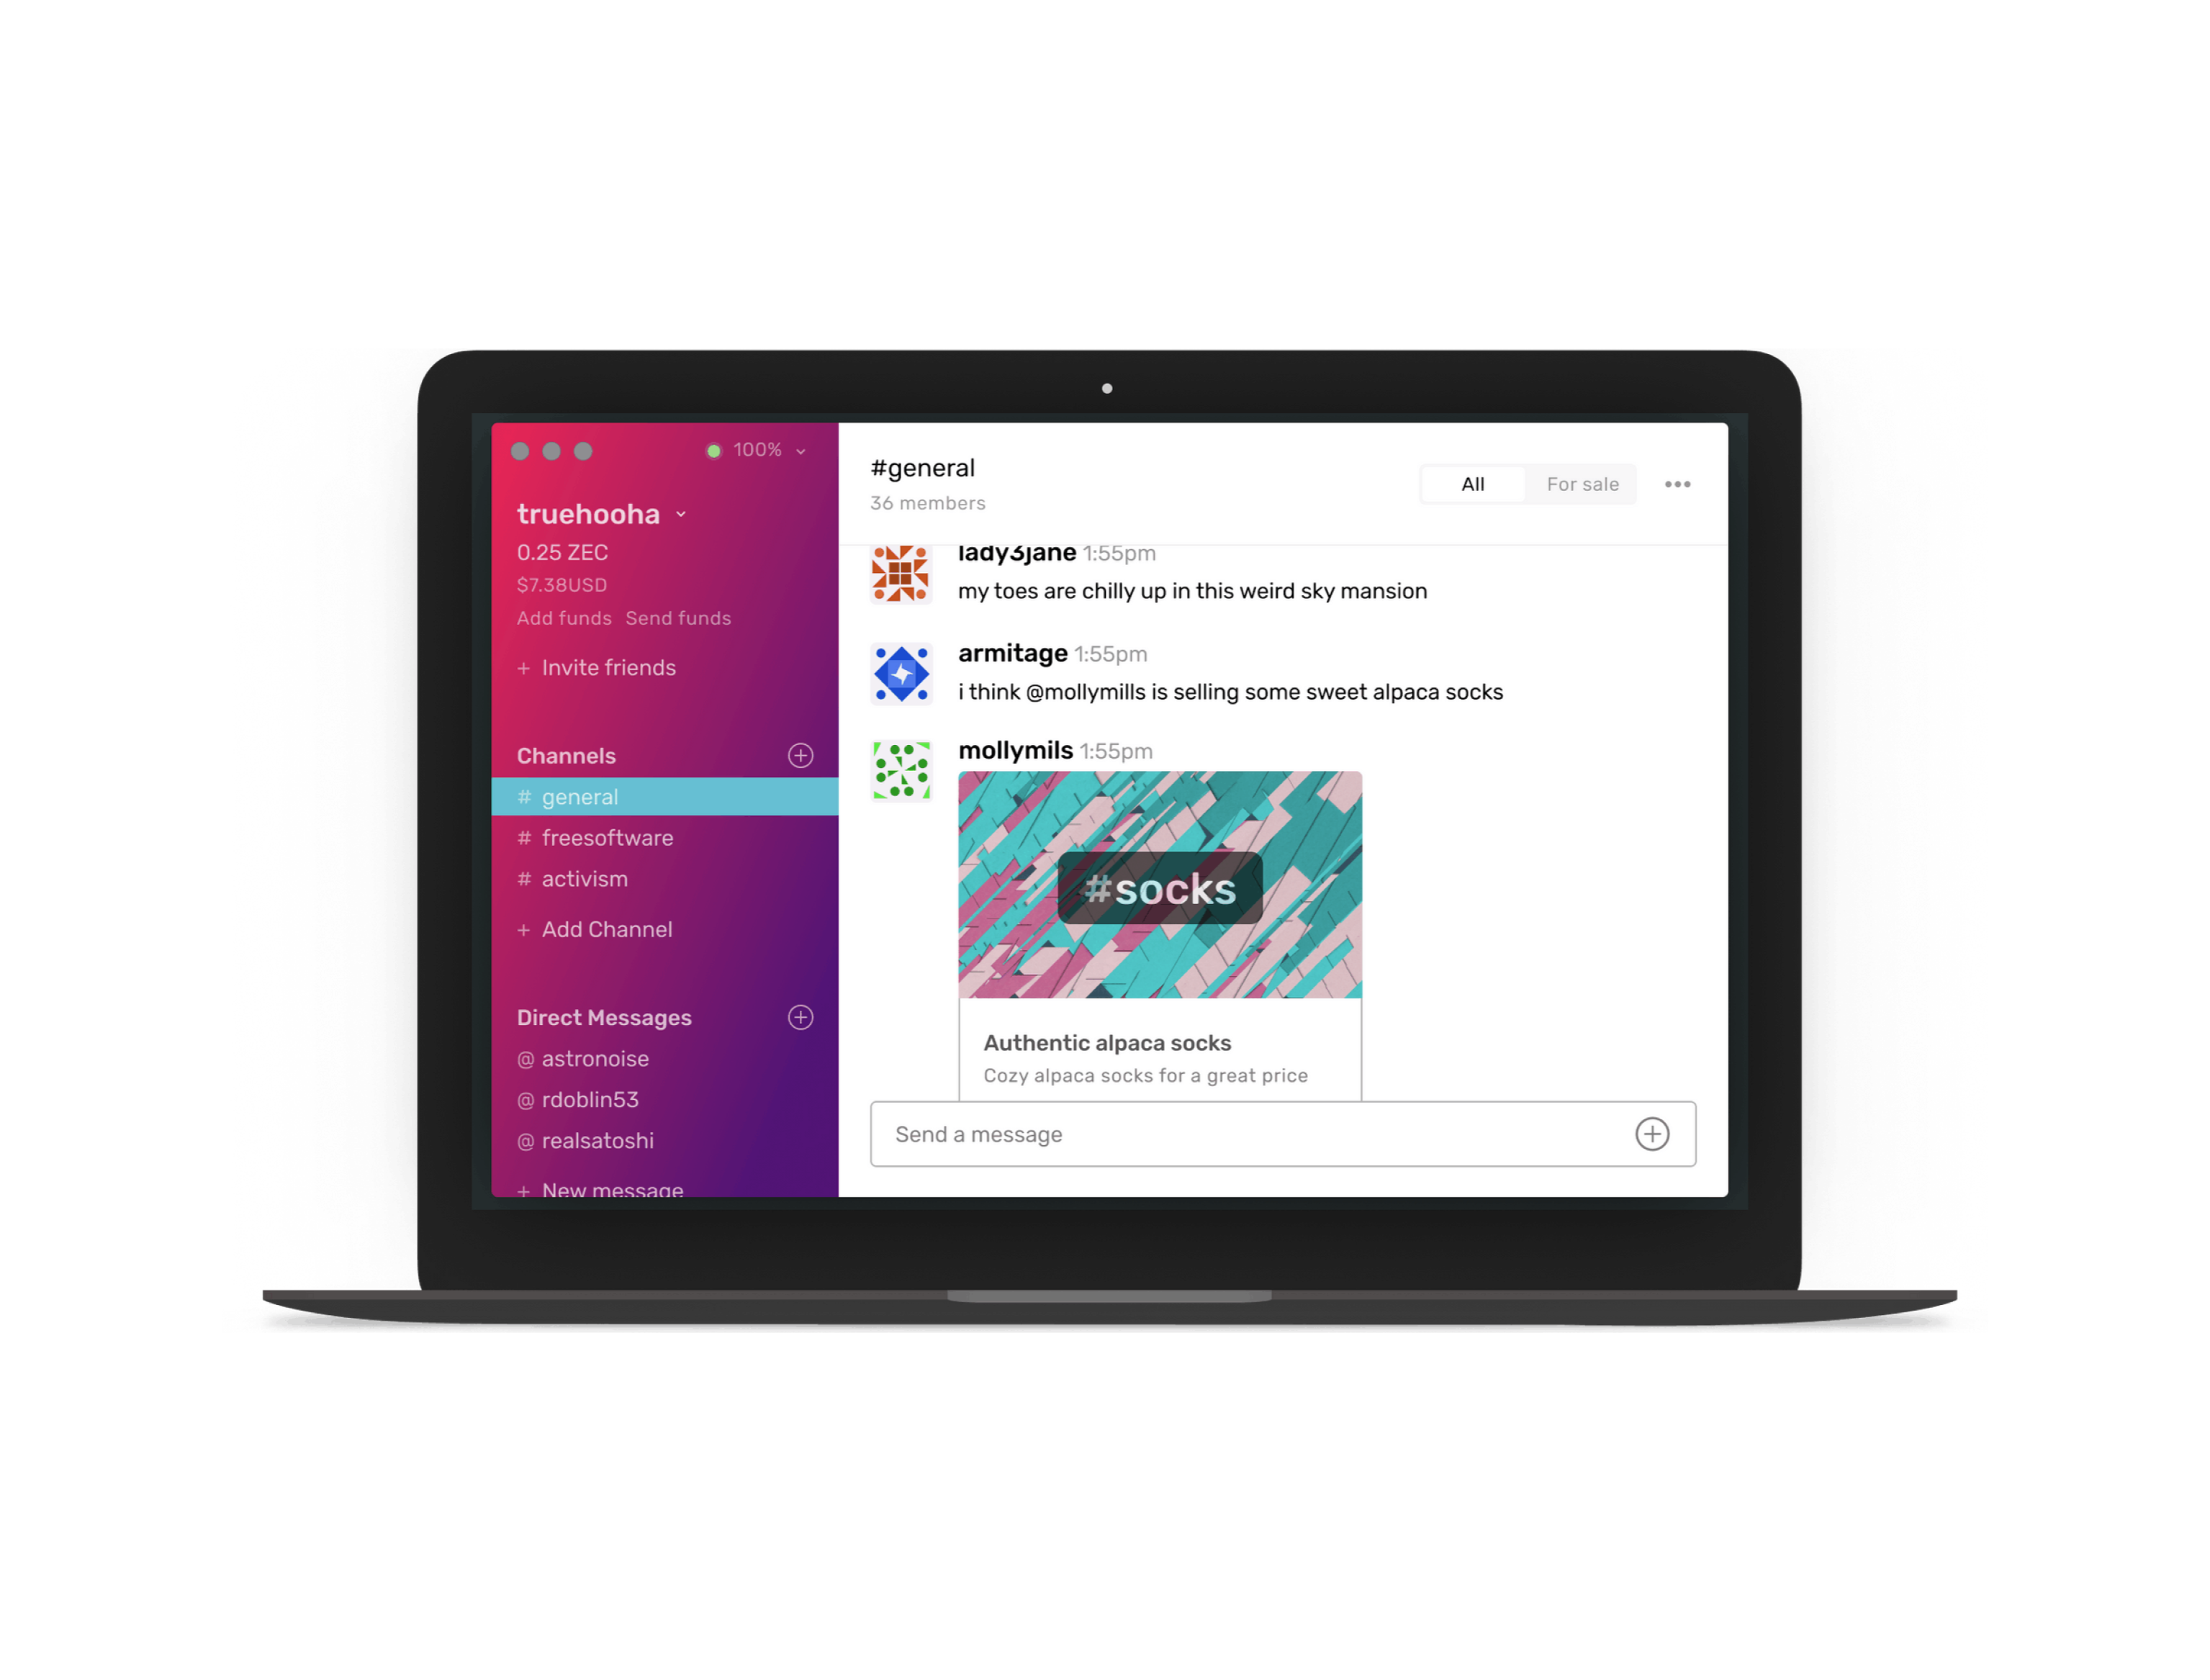 100%
truehooha
0.25 ZEC
$7.38USD
Add funds Send funds
+ Invite friends
Channels
# general
# freesoftware
# activism
+ Add Channel
Direct Messages
@ astronoise
@ rdoblin53
@ realsatoshi
+ New message
#general
36 members
All For sale
lady3jane 1:55pm
my toes are chilly up in this weird sky mansion
armitage 1:55pm
i think @mollymills is selling some sweet alpaca socks
mollymils 1:55pm
#socks
Authentic alpaca socks
Cozy alpaca socks for a great price
Send a message